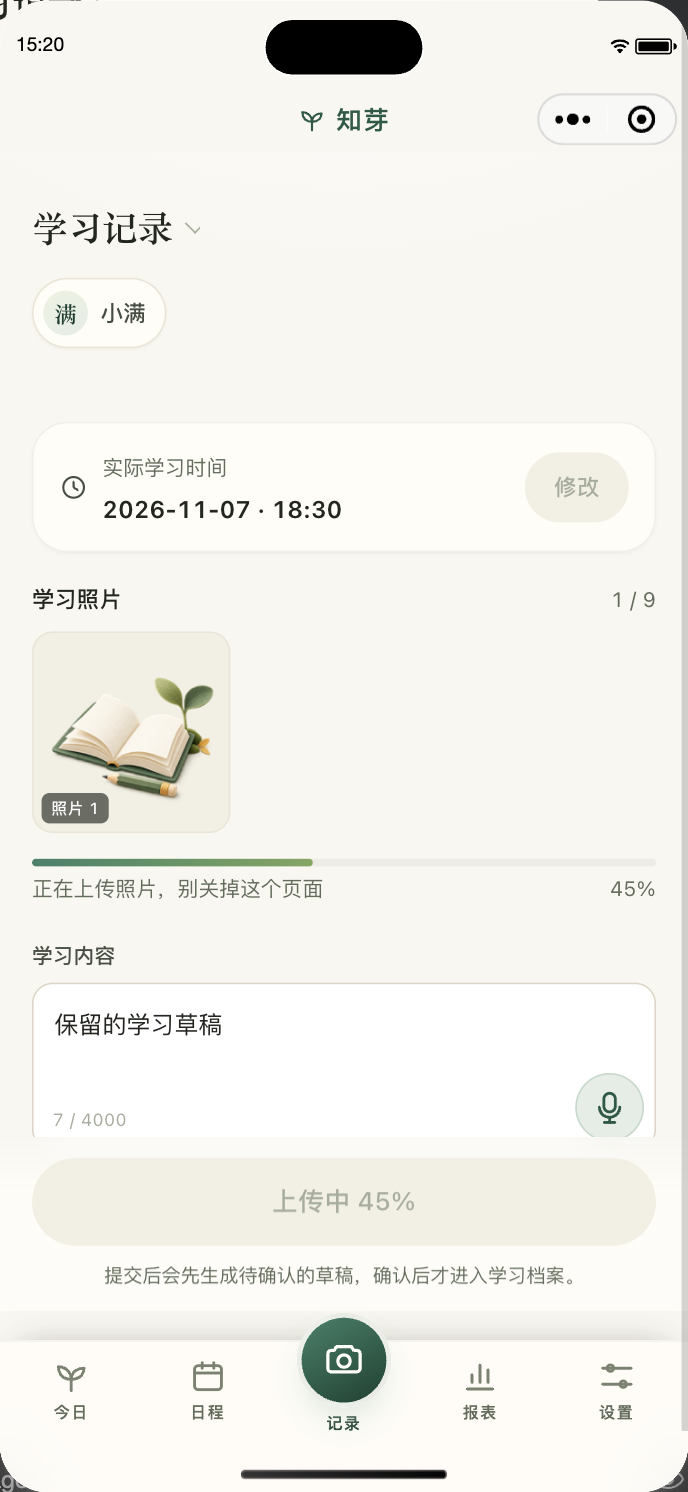 15:20
知芽
学习记录
满 小满
实际学习时间
2026-11-07 · 18:30
修改
学习照片
1 / 9
照片 1
正在上传照片，别关掉这个页面
45%
学习内容
保留的学习草稿
7 / 4000
上传中 45%
提交后会先生成待确认的草稿，确认后才进入学习档案。
今日
日程
记录
报表
设置